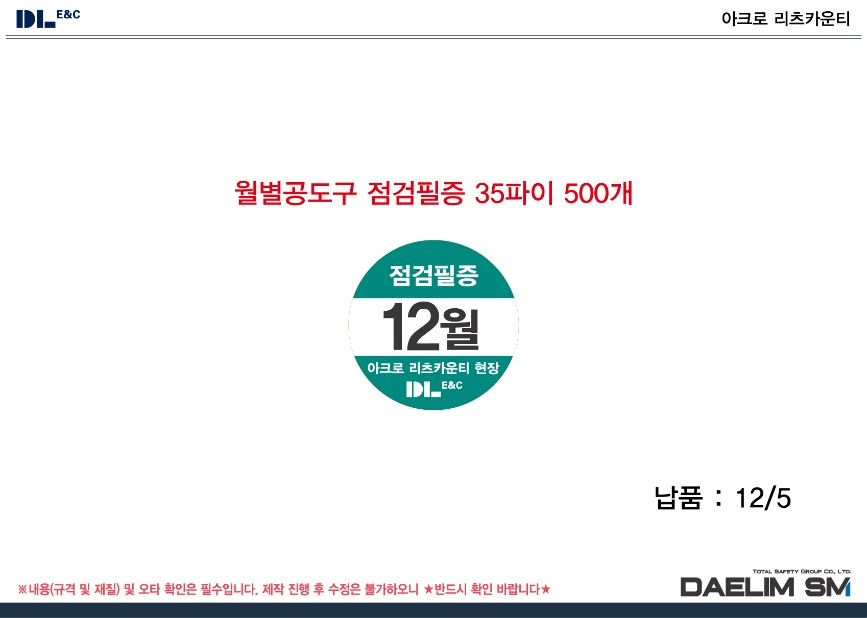 DL E&C
아크로 리츠카운티
월별공도구 점검필증 35파이 500개
점검필증
12월
아크로 리츠카운티 현장
DL E&C
납품 : 12/5
※내용(규격 및 재질) 및 오타 확인은 필수입니다. 제작 진행 후 수정은 불가하오니 ★반드시 확인 바랍니다★
TOTAL SAFETY GROUP CO., LTD.
DAELIM SM